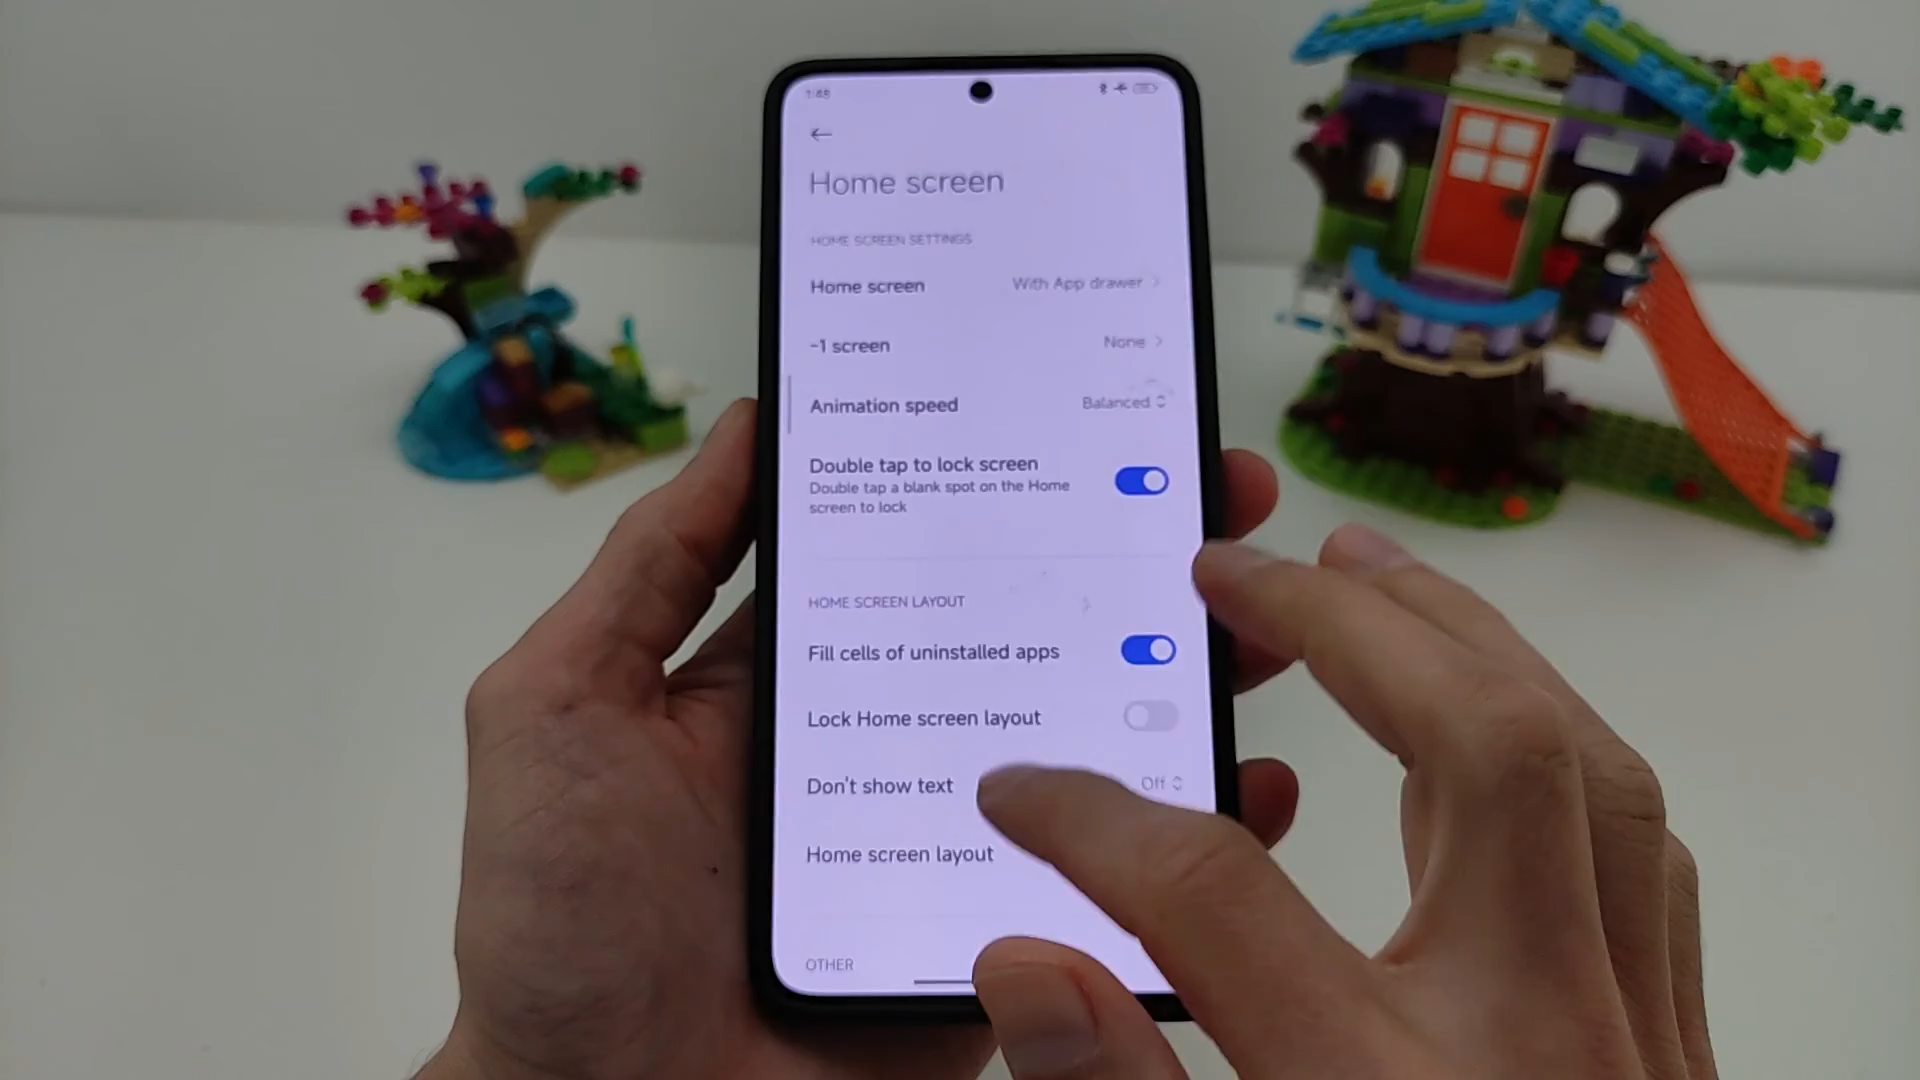 1:48
Home screen
HOME SCREEN SETTINGS
Home screen With App drawer
-1 screen None
Animation speed Balanced
Double tap to lock screen
Double tap a blank spot on the Home
screen to lock
HOME SCREEN LAYOUT
Fill cells of uninstalled apps
Lock Home screen layout
Don't show text Off
Home screen layout
OTHER